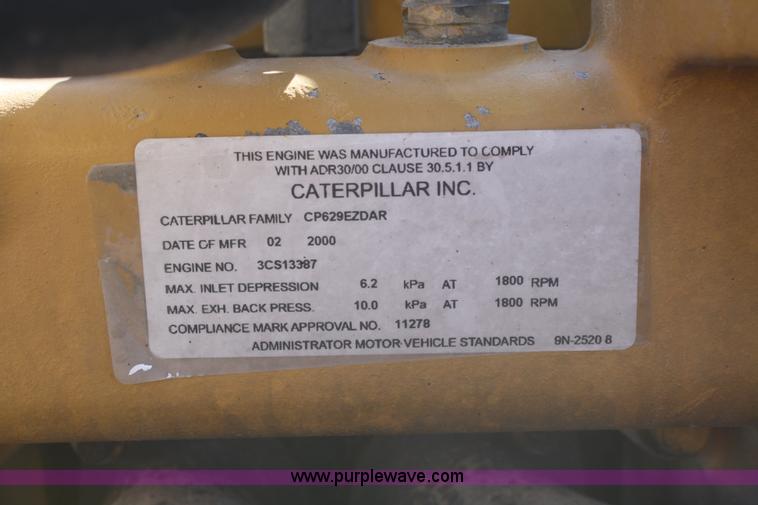 THIS ENGINE WAS MANUFACTURED TO COMPLY
WITH ADR30/00 CLAUSE 30.5.1.1 BY
CATERPILLAR INC.
CATERPILLAR FAMILY CP629EZDAR
DATE OF MFR 02 2000
ENGINE NO. 3CS13387
MAX. INLET DEPRESSION 6.2 kPa AT 1800 RPM
MAX. EXH. BACK PRESS. 10.0 kPa AT 1800 RPM
COMPLIANCE MARK APPROVAL NO. 11278
ADMINISTRATOR MOTOR VEHICLE STANDARDS 9N-2520 8
www.purplewave.com